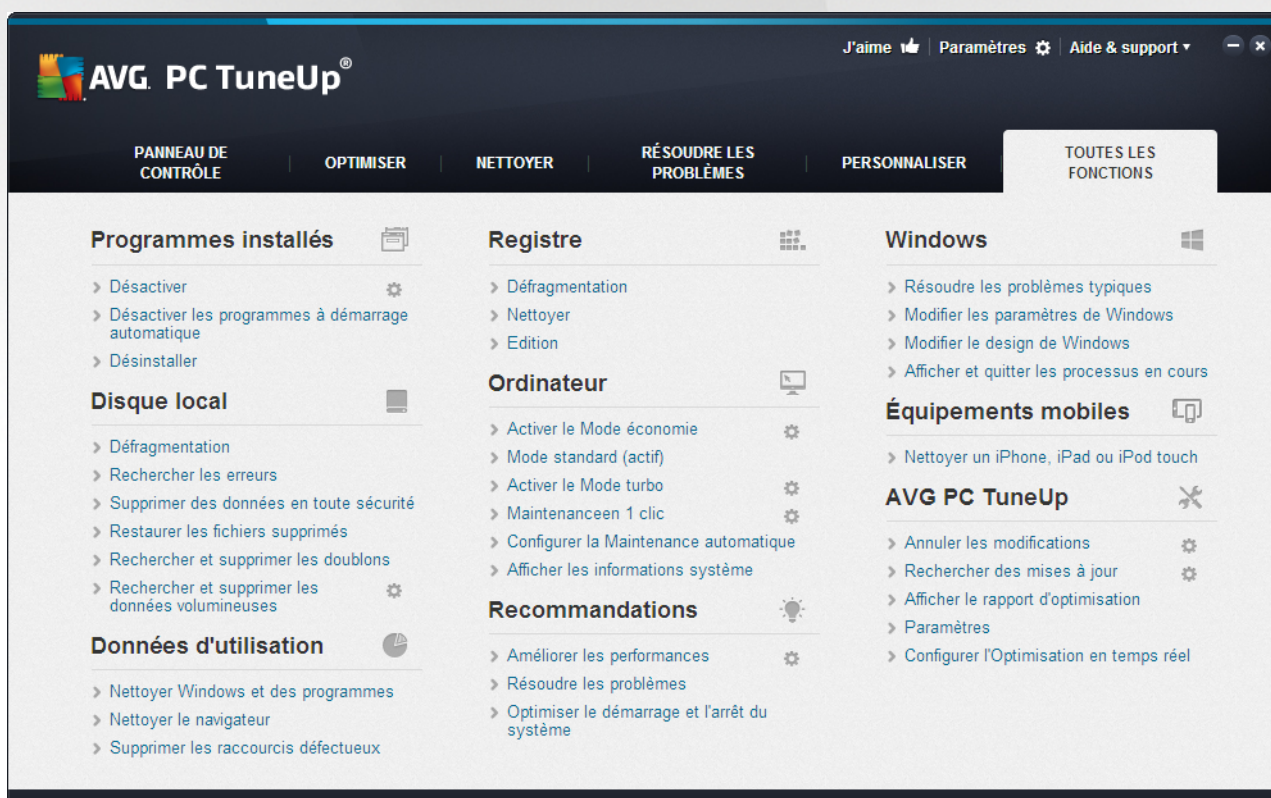 J'aime
Paramètres
Aide & support
AVG. PC TuneUp®
PANNEAU DE
CONTRÔLE
OPTIMISER
NETTOYER
RÉSOUDRE LES
PROBLÈMES
PERSONNALISER
TOUTES LES
FONCTIONS
Programmes installés
Désactiver
Désactiver les programmes à démarrage
automatique
Désinstaller
Disque local
Défragmentation
Rechercher les erreurs
Supprimer des données en toute sécurité
Restaurer les fichiers supprimés
Rechercher et supprimer les doublons
Rechercher et supprimer les
données volumineuses
Données d'utilisation
Nettoyer Windows et des programmes
Nettoyer le navigateur
Supprimer les raccourcis défectueux
Registre
Défragmentation
Nettoyer
Edition
Ordinateur
Activer le Mode économie
Mode standard (actif)
Activer le Mode turbo
Maintenanceen 1 clic
Configurer la Maintenance automatique
Afficher les informations système
Recommandations
Améliorer les performances
Résoudre les problèmes
Optimiser le démarrage et l'arrêt du
système
Windows
Résoudre les problèmes typiques
Modifier les paramètres de Windows
Modifier le design de Windows
Afficher et quitter les processus en cours
Équipements mobiles
Nettoyer un iPhone, iPad ou iPod touch
AVG PC TuneUp
Annuler les modifications
Rechercher des mises à jour
Afficher le rapport d'optimisation
Paramètres
Configurer l'Optimisation en temps réel